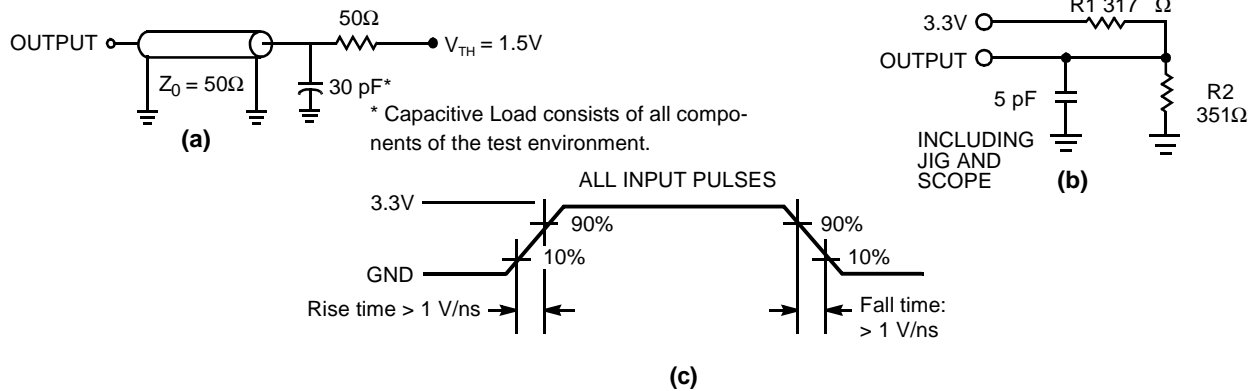 50Ω
OUTPUT
V_TH = 1.5V
Z_0 = 50Ω
30 pF*
* Capacitive Load consists of all compo-
nents of the test environment.
(a)
R1 317 Ω
3.3V
OUTPUT
5 pF
R2
351Ω
INCLUDING
JIG AND
SCOPE
(b)
ALL INPUT PULSES
3.3V
90%
10%
GND
90%
10%
Rise time > 1 V/ns
Fall time:
> 1 V/ns
(c)